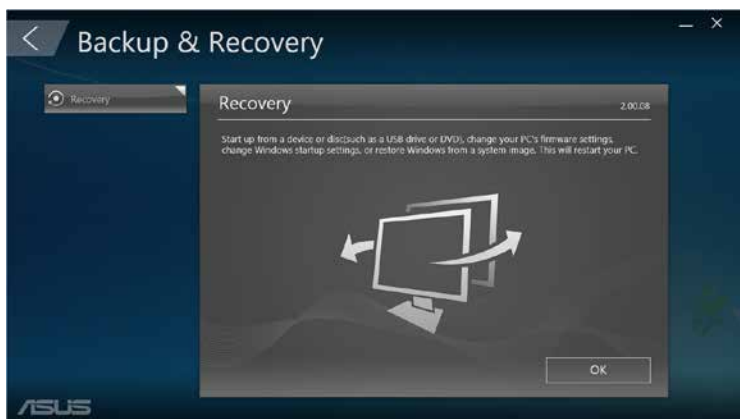 Backup & Recovery
Recovery
Recovery
2.00.08
Start up from a device or disc(such as a USB drive or DVD), change your PC's firmware settings,
change Windows startup settings, or restore Windows from a system image. This will restart your PC.
OK
ASUS